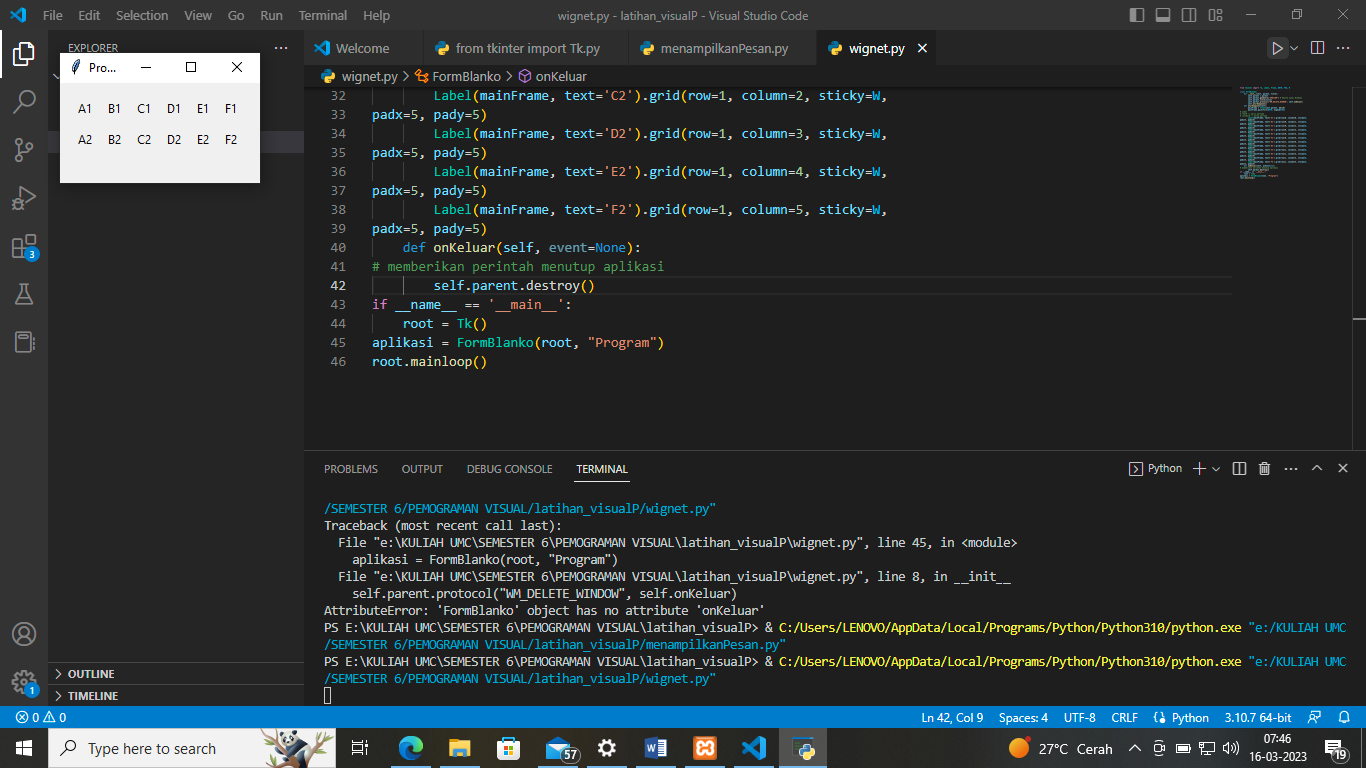 File Edit Selection View Go Run Terminal Help
wignet.py - latihan_visualP - Visual Studio Code
EXPLORER
Pro...
A1 B1 C1 D1 E1 F1
A2 B2 C2 D2 E2 F2
Welcome
from tkinter import Tk.py
menampilkanPesan.py
wignet.py
wignet.py > FormBlanko > onKeluar
32 Label(mainFrame, text='C2').grid(row=1, column=2, sticky=W,
33 padx=5, pady=5)
34 Label(mainFrame, text='D2').grid(row=1, column=3, sticky=W,
35 padx=5, pady=5)
36 Label(mainFrame, text='E2').grid(row=1, column=4, sticky=W,
37 padx=5, pady=5)
38 Label(mainFrame, text='F2').grid(row=1, column=5, sticky=W,
39 padx=5, pady=5)
40 def onKeluar(self, event=None):
41 # memberikan perintah menutup aplikasi
42 self.parent.destroy()
43 if __name__ == '__main__':
44 root = Tk()
45 aplikasi = FormBlanko(root, "Program")
46 root.mainloop()
PROBLEMS OUTPUT DEBUG CONSOLE TERMINAL
Python
/SEMESTER 6/PEMOGRAMAN VISUAL/latihan_visualP/wignet.py"
Traceback (most recent call last):
File "e:\KULIAH UMC\SEMESTER 6\PEMOGRAMAN VISUAL\latihan_visualP\wignet.py", line 45, in <module>
aplikasi = FormBlanko(root, "Program")
File "e:\KULIAH UMC\SEMESTER 6\PEMOGRAMAN VISUAL\latihan_visualP\wignet.py", line 8, in __init__
self.parent.protocol("WM_DELETE_WINDOW", self.onKeluar)
AttributeError: 'FormBlanko' object has no attribute 'onKeluar'
PS E:\KULIAH UMC\SEMESTER 6\PEMOGRAMAN VISUAL\latihan_visualP> & C:/Users/LENOVO/AppData/Local/Programs/Python/Python310/python.exe "e:/KULIAH UMC
/SEMESTER 6/PEMOGRAMAN VISUAL/latihan_visualP/menampilkanPesan.py"
PS E:\KULIAH UMC\SEMESTER 6\PEMOGRAMAN VISUAL\latihan_visualP> & C:/Users/LENOVO/AppData/Local/Programs/Python/Python310/python.exe "e:/KULIAH UMC
/SEMESTER 6/PEMOGRAMAN VISUAL/latihan_visualP/wignet.py"
3
1
OUTLINE
TIMELINE
0 0
Ln 42, Col 9 Spaces: 4 UTF-8 CRLF Python 3.10.7 64-bit
Type here to search
57
27°C Cerah
07:46
16-03-2023
19